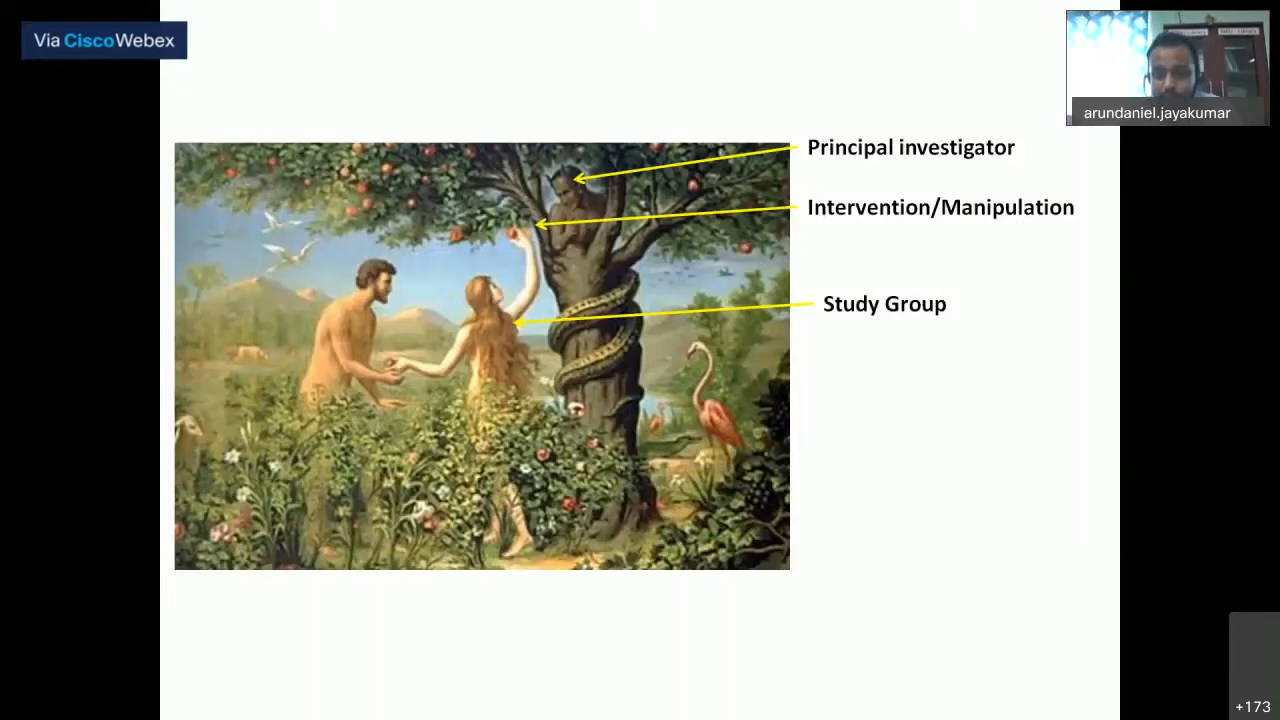 Via CiscoWebex
arundaniel.jayakumar
Principal investigator
Intervention/Manipulation
Study Group
+173